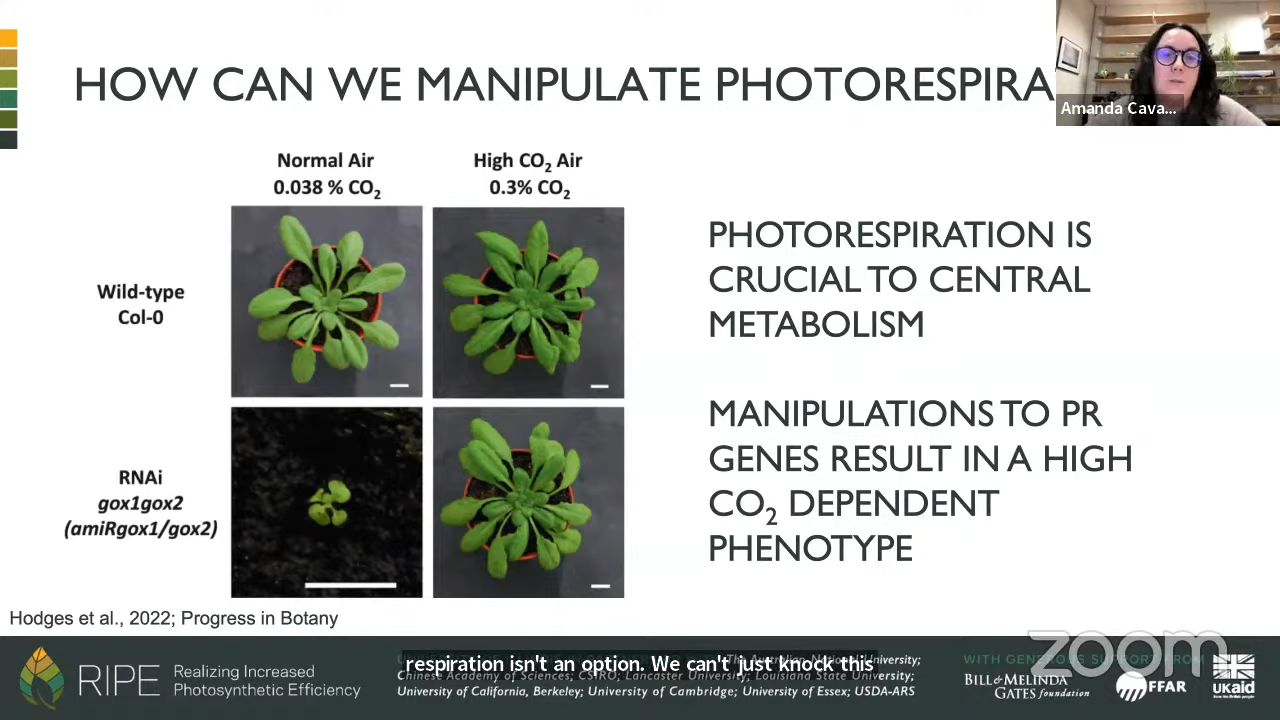 HOW CAN WE MANIPULATE PHOTORESPIRA
Amanda Cava...
Normal Air
0.038 % CO₂
High CO₂ Air
0.3% CO₂
Wild-type
Col-0
RNAi
gox1gox2
(amiRgox1/gox2)
PHOTORESPIRATION IS
CRUCIAL TO CENTRAL
METABOLISM
MANIPULATIONS TO PR
GENES RESULT IN A HIGH
CO₂ DEPENDENT
PHENOTYPE
Hodges et al., 2022; Progress in Botany
RIPE
Realizing Increased
Photosynthetic Efficiency
respiration isn't an option. We can't just knock this
Chinese Academy of Sciences; CSIRO; Lancaster University; Louisiana State University;
University of California, Berkeley; University of Cambridge; University of Essex; USDA-ARS
WITH GENEROUS SUPPORT FROM
BILL & MELINDA
GATES foundation
FFAR
ukaid
zoom